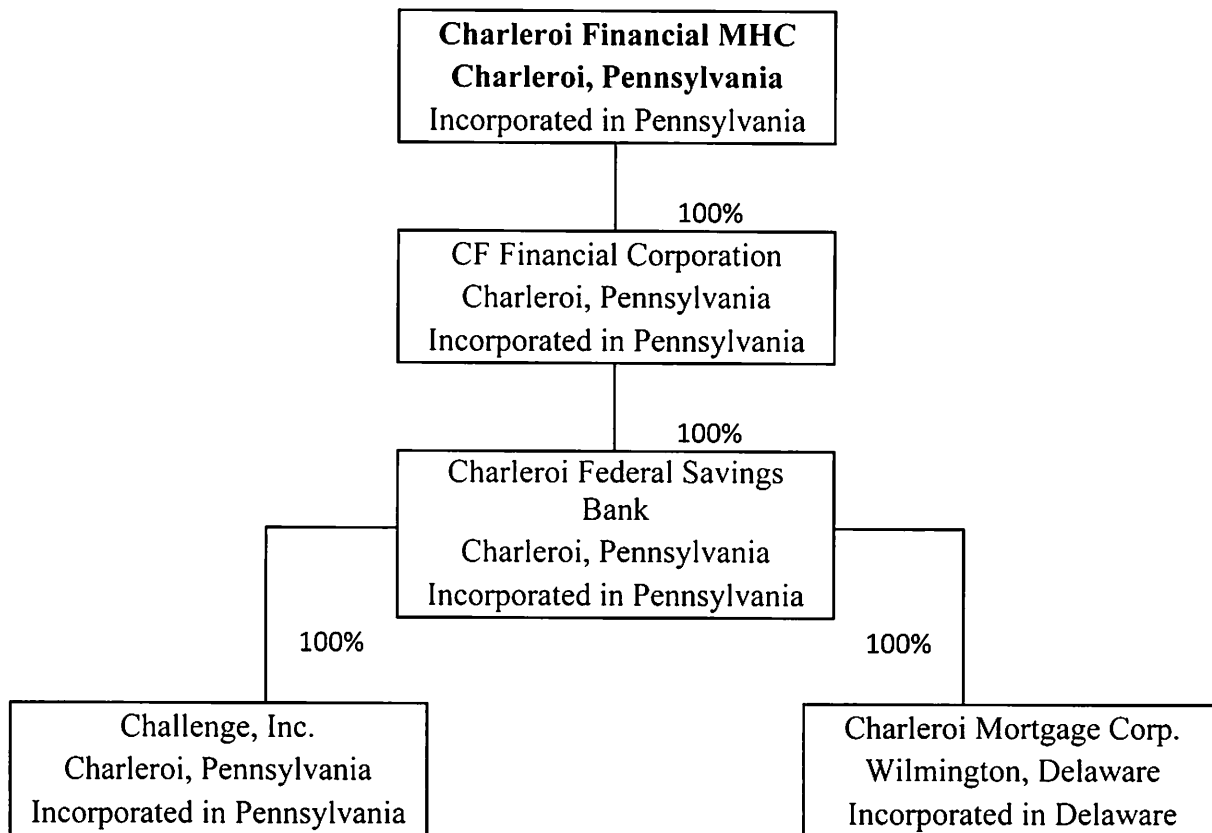 Charleroi Financial MHC
Charleroi, Pennsylvania
Incorporated in Pennsylvania
100%
CF Financial Corporation
Charleroi, Pennsylvania
Incorporated in Pennsylvania
100%
Charleroi Federal Savings
Bank
Charleroi, Pennsylvania
Incorporated in Pennsylvania
100%
100%
Challenge, Inc.
Charleroi, Pennsylvania
Incorporated in Pennsylvania
Charleroi Mortgage Corp.
Wilmington, Delaware
Incorporated in Delaware